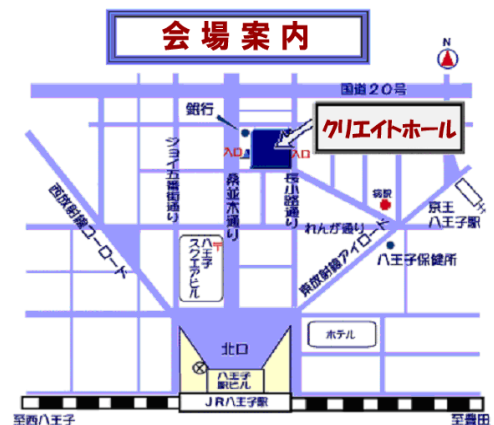 会場案内
N
国道20号
銀行
クリエイトホール
入口
入口
ジョイ五番街通り
桑並木通り
長小路通り
西放射線ユーロード
病院
京王
八王子駅
れんが通り
八王子保健所
東放射線アイロード
八王子
スクエアビル
〒
ホテル
北口
八王子
駅ビル
JR八王子駅
至西八王子
至豊田